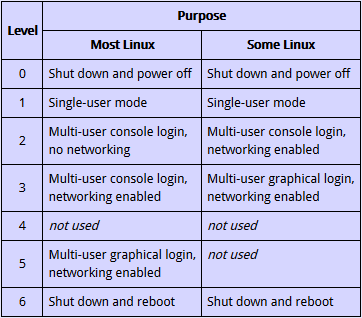 Level Purpose
Most Linux Some Linux
0 Shut down and power off Shut down and power off
1 Single-user mode Single-user mode
2 Multi-user console login, Multi-user console login,
no networking networking enabled
3 Multi-user console login, Multi-user graphical login,
networking enabled networking enabled
4 not used not used
5 Multi-user graphical login, not used
networking enabled
6 Shut down and reboot Shut down and reboot